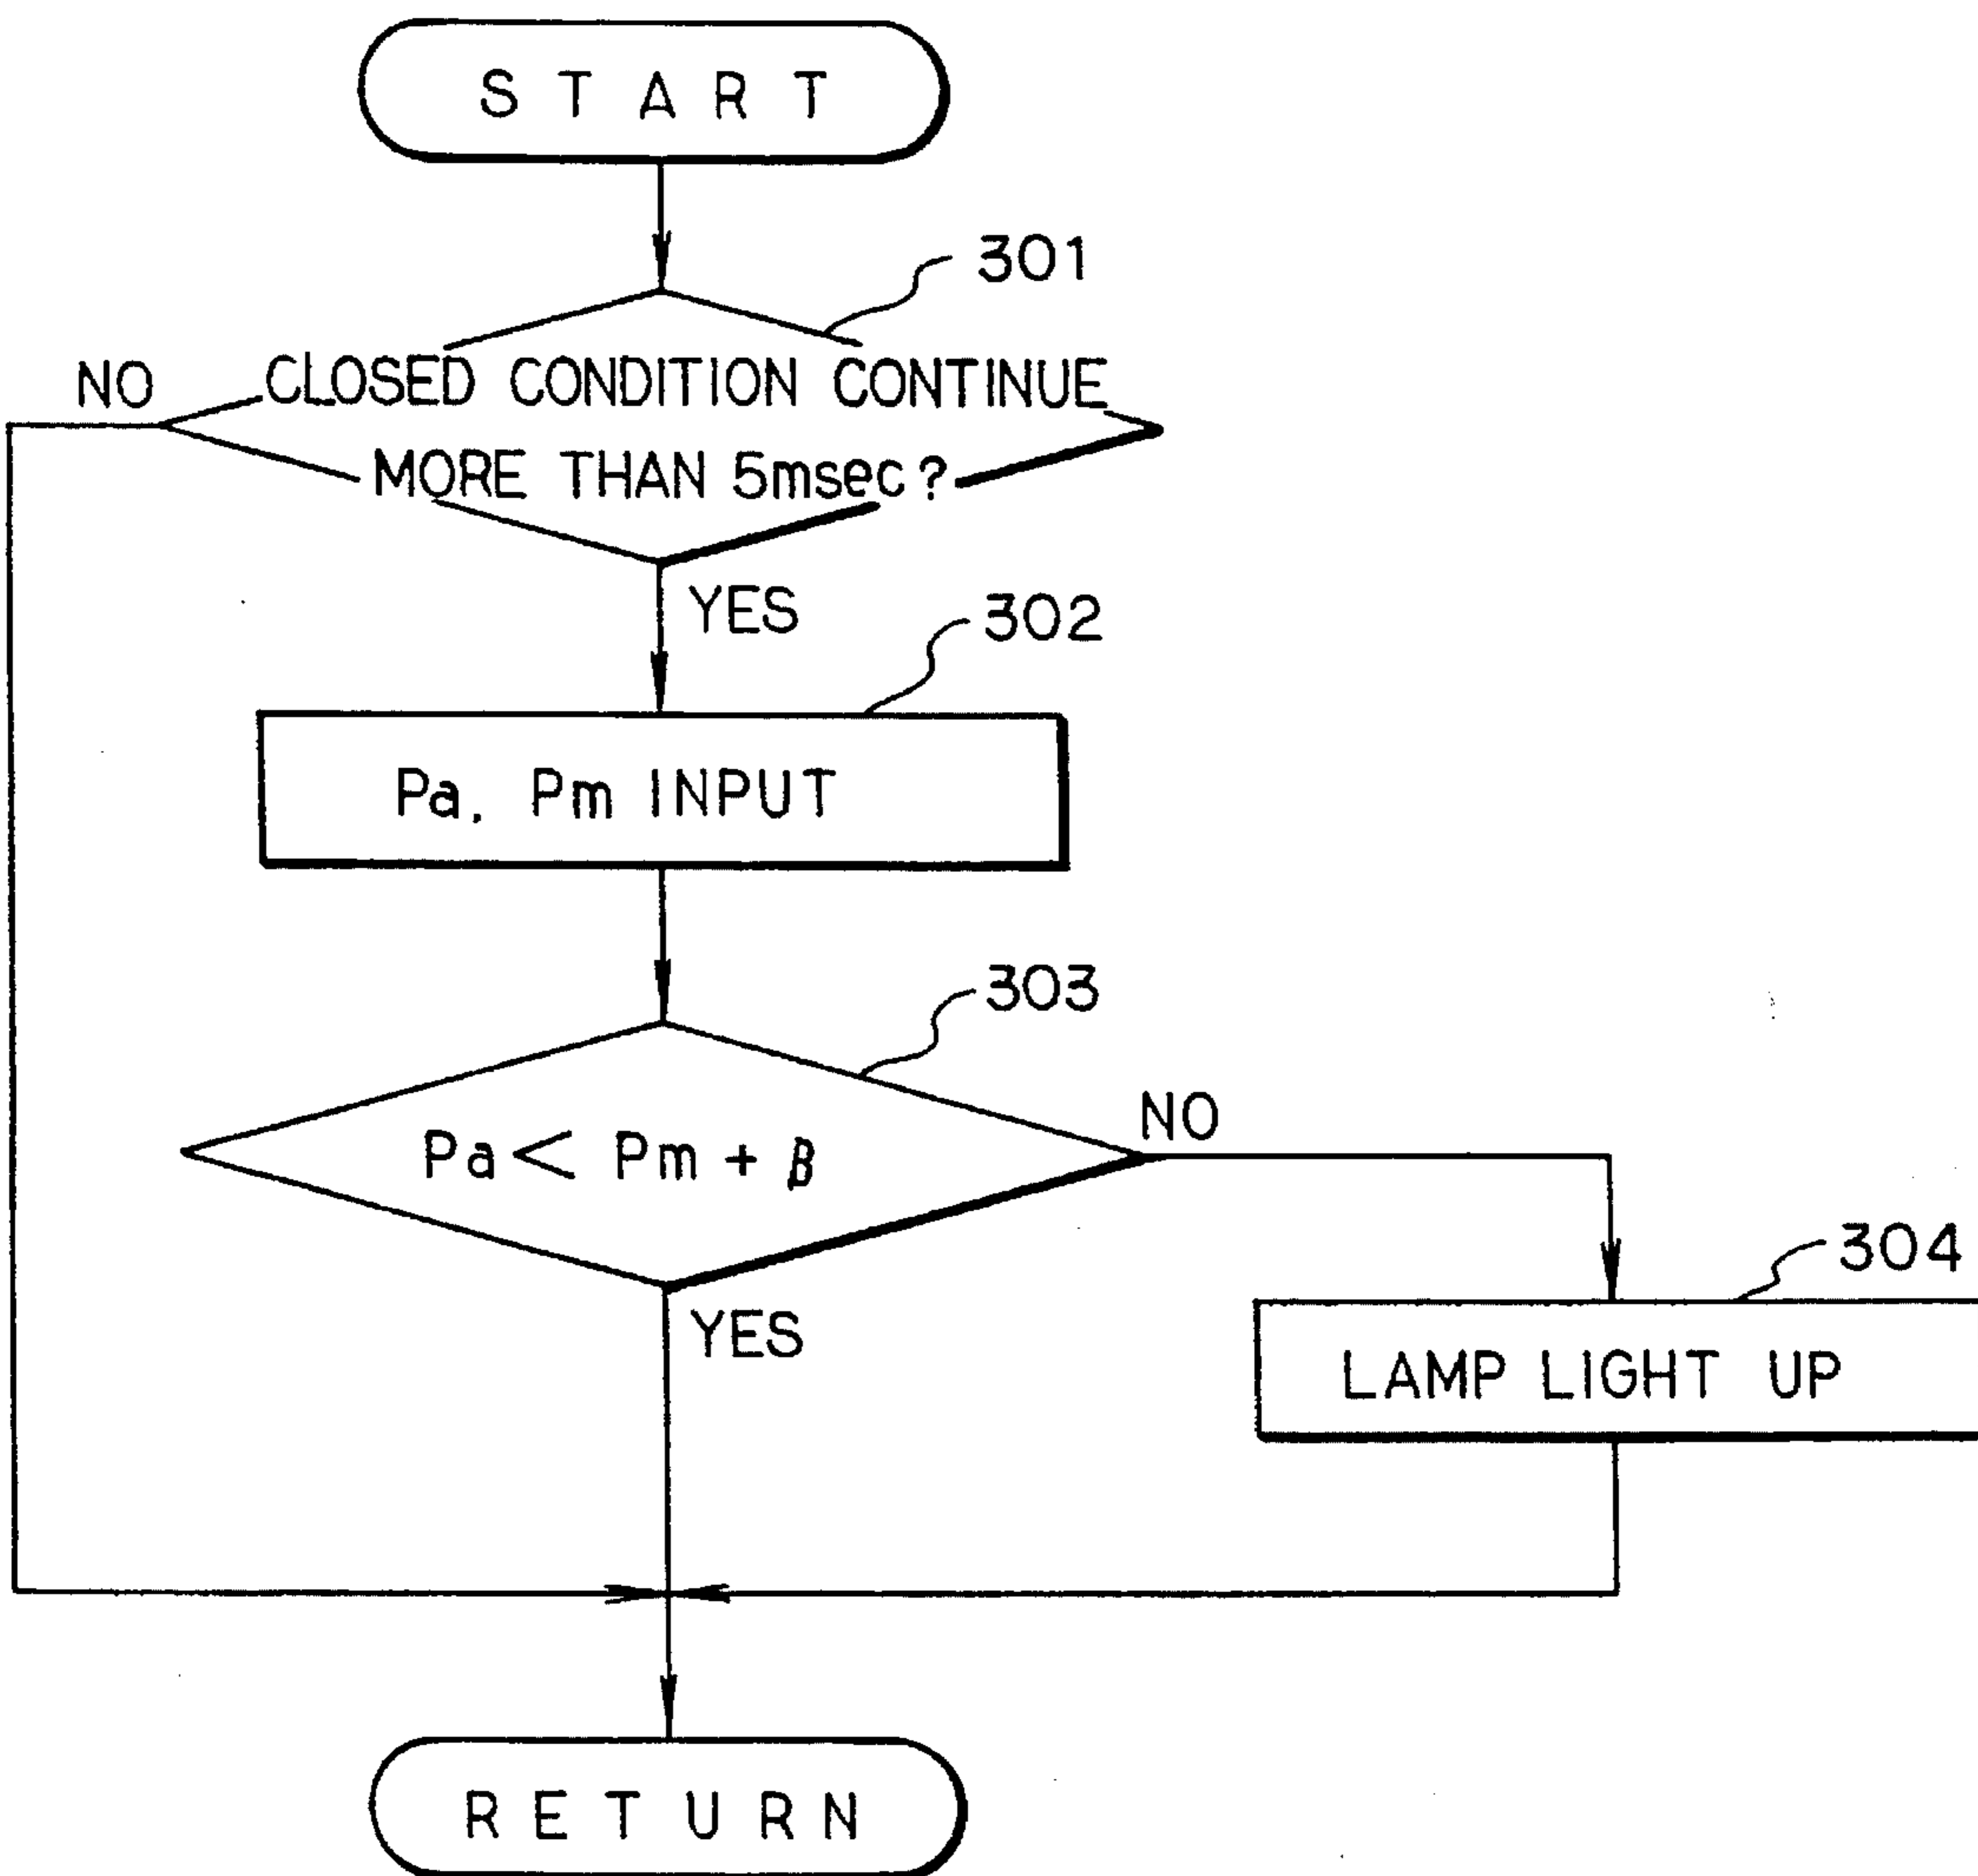 START
301
NO
CLOSED CONDITION CONTINUE
MORE THAN 5msec?
YES
302
Pa, Pm INPUT
303
Pa < Pm + β
NO
YES
304
LAMP LIGHT UP
RETURN